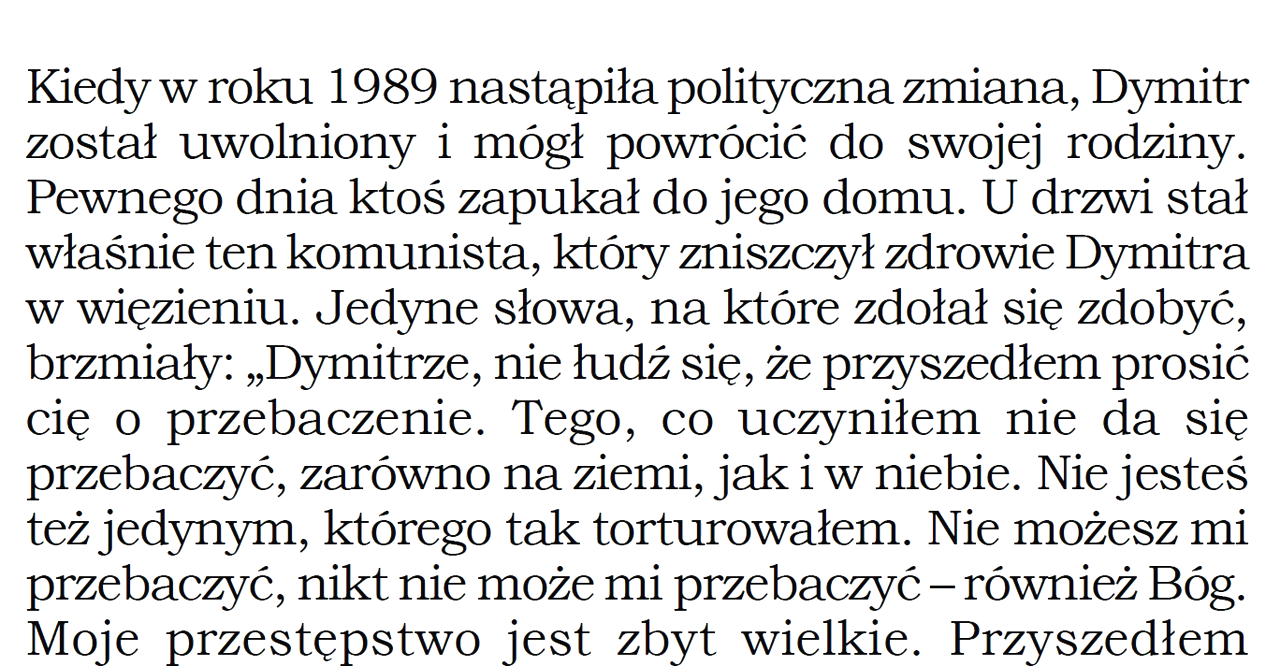 Kiedy w roku 1989 nastąpiła polityczna zmiana, Dymitr
został uwolniony i mógł powrócić do swojej rodziny.
Pewnego dnia ktoś zapukał do jego domu. U drzwi stał
właśnie ten komunista, który zniszczył zdrowie Dymitra
w więzieniu. Jedyne słowa, na które zdołał się zdobyć,
brzmiały: „Dymitrze, nie łudź się, że przyszedłem prosić
cię o przebaczenie. Tego, co uczyniłem nie da się
przebaczyć, zarówno na ziemi, jak i w niebie. Nie jesteś
też jedynym, którego tak torturowałem. Nie możesz mi
przebaczyć, nikt nie może mi przebaczyć – również Bóg.
Moje przestępstwo jest zbyt wielkie. Przyszedłem